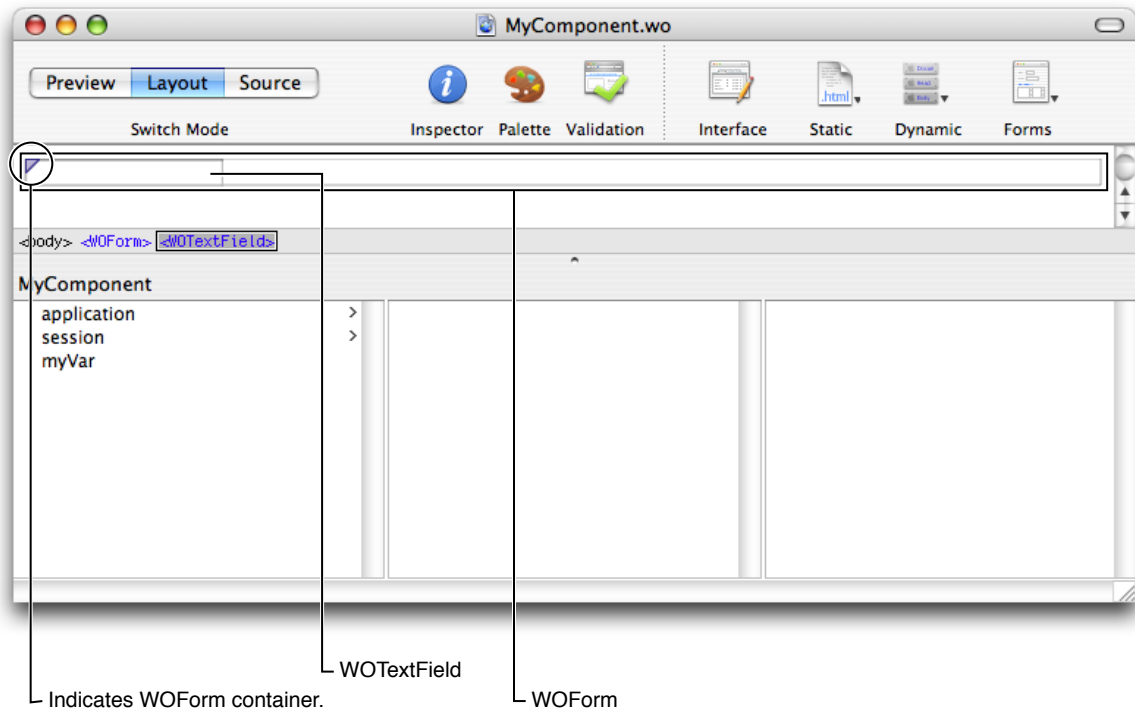 MyComponent.wo
Preview Layout Source
Switch Mode Inspector Palette Validation Interface Static Dynamic Forms
.html
<body> <WOForm> <WOTextField>
MyComponent
application >
session >
myVar
WOTextField
Indicates WOForm container. WOForm